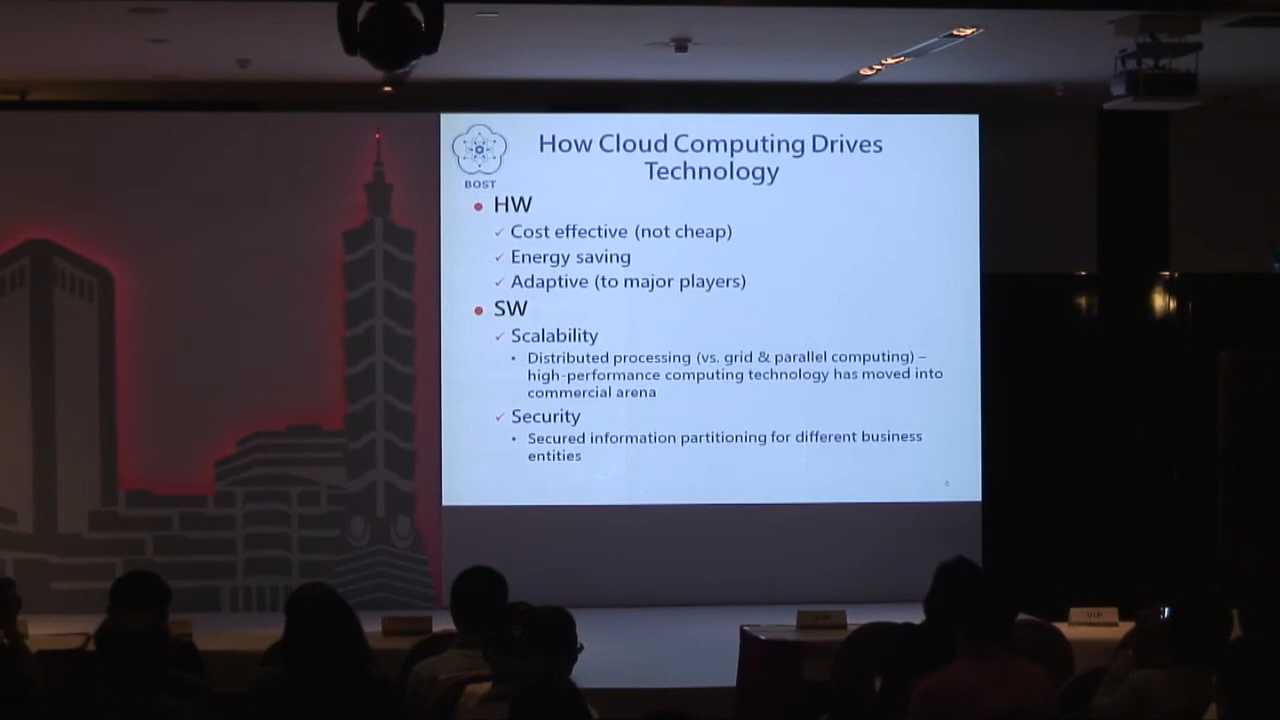 How Cloud Computing Drives
Technology
BOST
• HW
✓ Cost effective (not cheap)
✓ Energy saving
✓ Adaptive (to major players)
• SW
✓ Scalability
• Distributed processing (vs. grid & parallel computing) –
high-performance computing technology has moved into
commercial arena
✓ Security
• Secured information partitioning for different business
entities
VIP
VIP